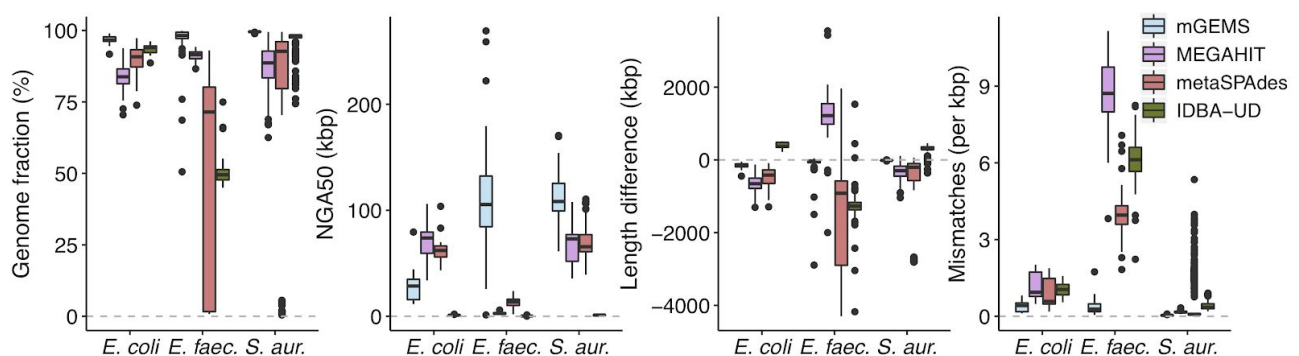 Genome fraction (%)
100
75
50
25
0
E. coli E. faec. S. aur.
NGA50 (kbp)
200
100
0
E. coli E. faec. S. aur.
Length difference (kbp)
2000
0
−2000
−4000
E. coli E. faec. S. aur.
Mismatches (per kbp)
9
6
3
0
E. coli E. faec. S. aur.
mGEMS
MEGAHIT
metaSPAdes
IDBA−UD